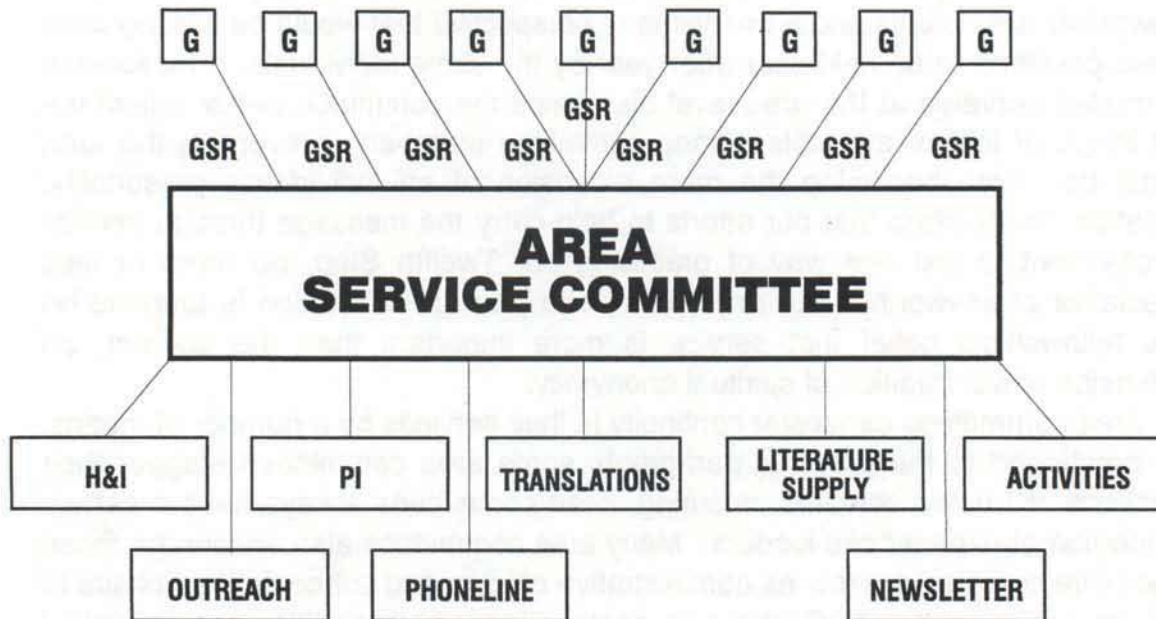 G G G G G G G G G
GSR
GSR GSR GSR GSR GSR GSR GSR GSR
AREA
SERVICE COMMITTEE
H&I PI TRANSLATIONS LITERATURE SUPPLY ACTIVITIES
OUTREACH PHONELINE NEWSLETTER